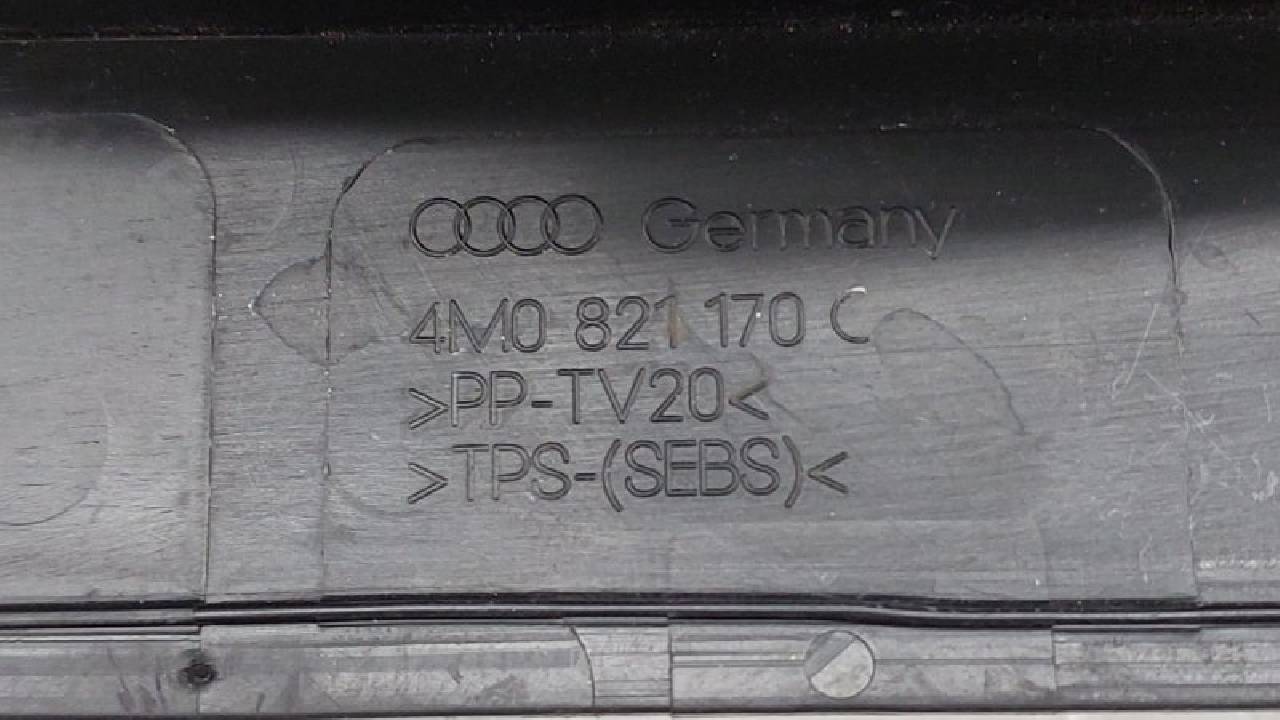 Germany
4M0 821 170 C
>PP-TV20<
>TPS-(SEBS)<